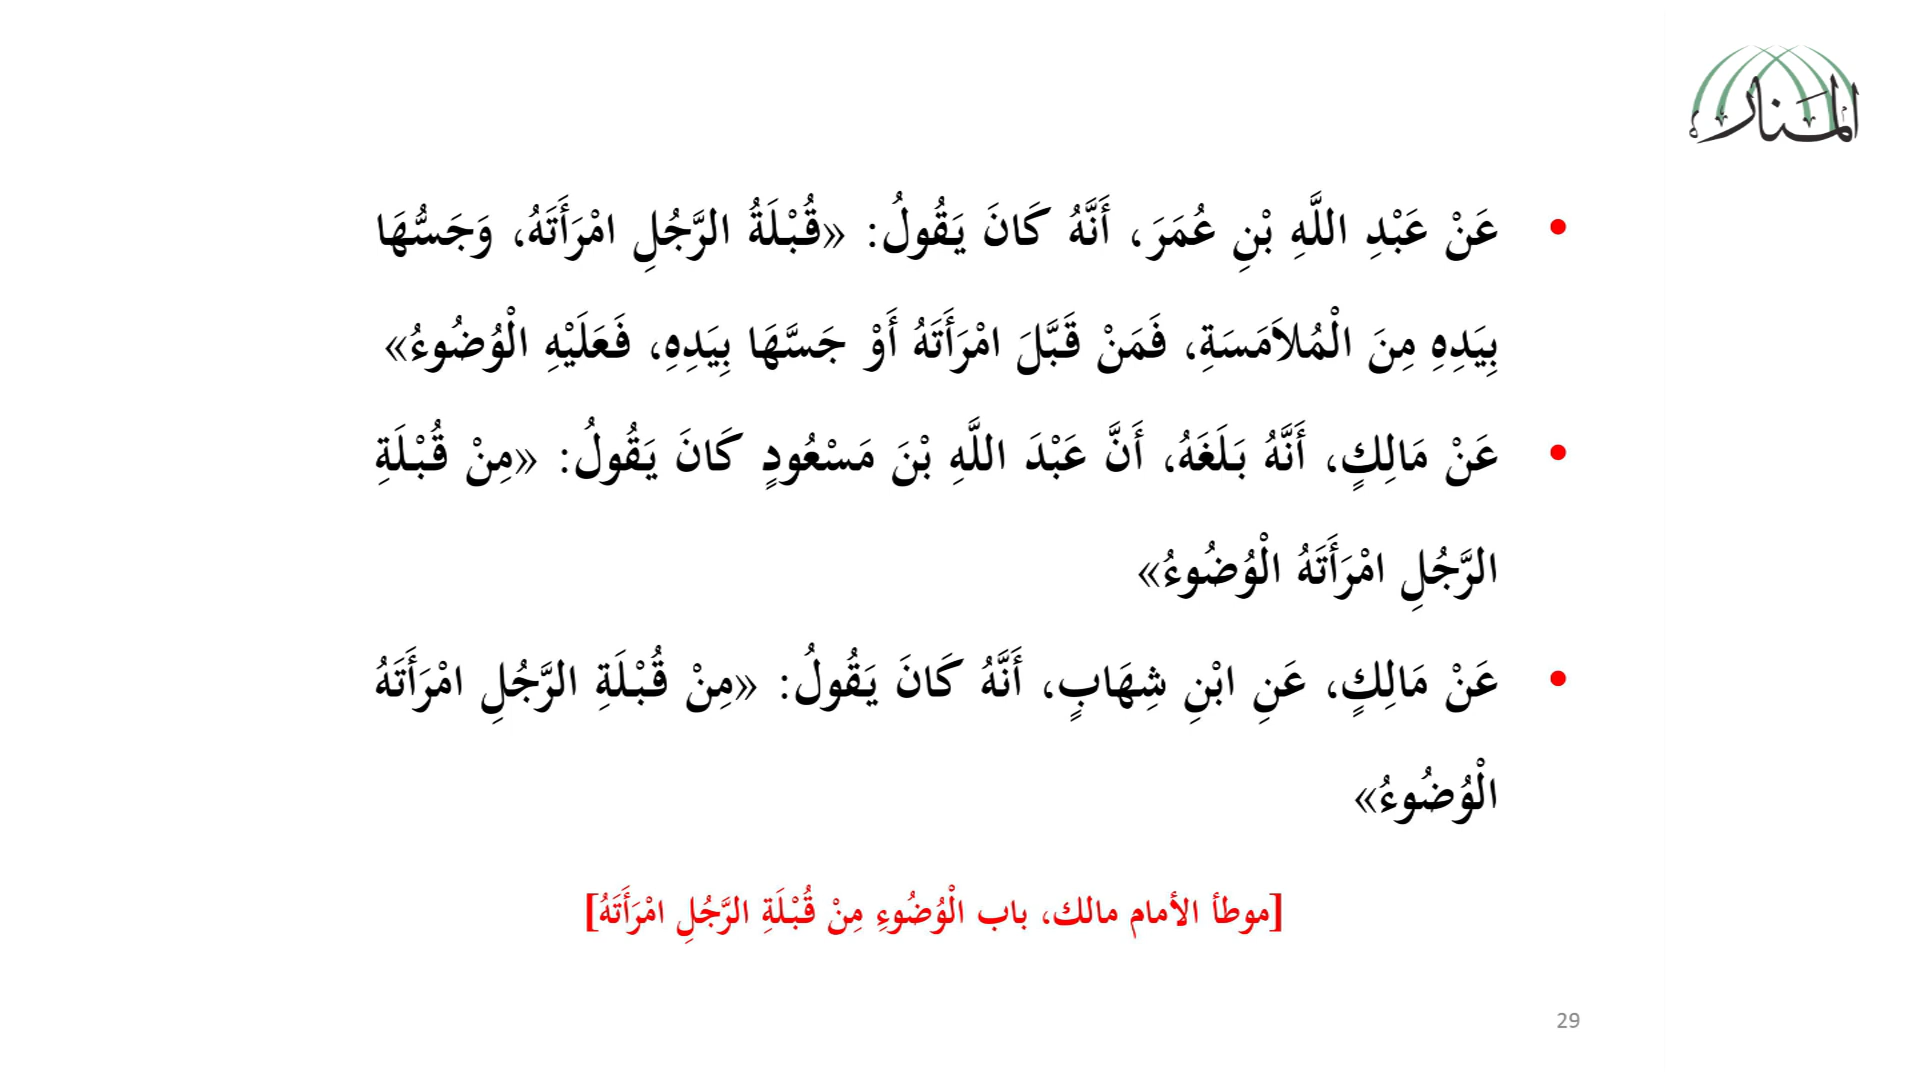 المنار
• عَنْ عَبْدِ اللَّهِ بْنِ عُمَرَ، أَنَّهُ كَانَ يَقُولُ: «قُبْلَةُ الرَّجُلِ امْرَأَتَهُ، وَجَسُّهَا
بِيَدِهِ مِنَ الْمُلاَمَسَةِ، فَمَنْ قَبَّلَ امْرَأَتَهُ أَوْ جَسَّهَا بِيَدِهِ، فَعَلَيْهِ الْوُضُوءُ»
• عَنْ مَالِكٍ، أَنَّهُ بَلَغَهُ، أَنَّ عَبْدَ اللَّهِ بْنَ مَسْعُودٍ كَانَ يَقُولُ: «مِنْ قُبْلَةِ
الرَّجُلِ امْرَأَتَهُ الْوُضُوءُ»
• عَنْ مَالِكٍ، عَنِ ابْنِ شِهَابٍ، أَنَّهُ كَانَ يَقُولُ: «مِنْ قُبْلَةِ الرَّجُلِ امْرَأَتَهُ
الْوُضُوءُ»
[موطأ الأمام مالك، باب الْوُضُوءِ مِنْ قُبْلَةِ الرَّجُلِ امْرَأَتَهُ]
29